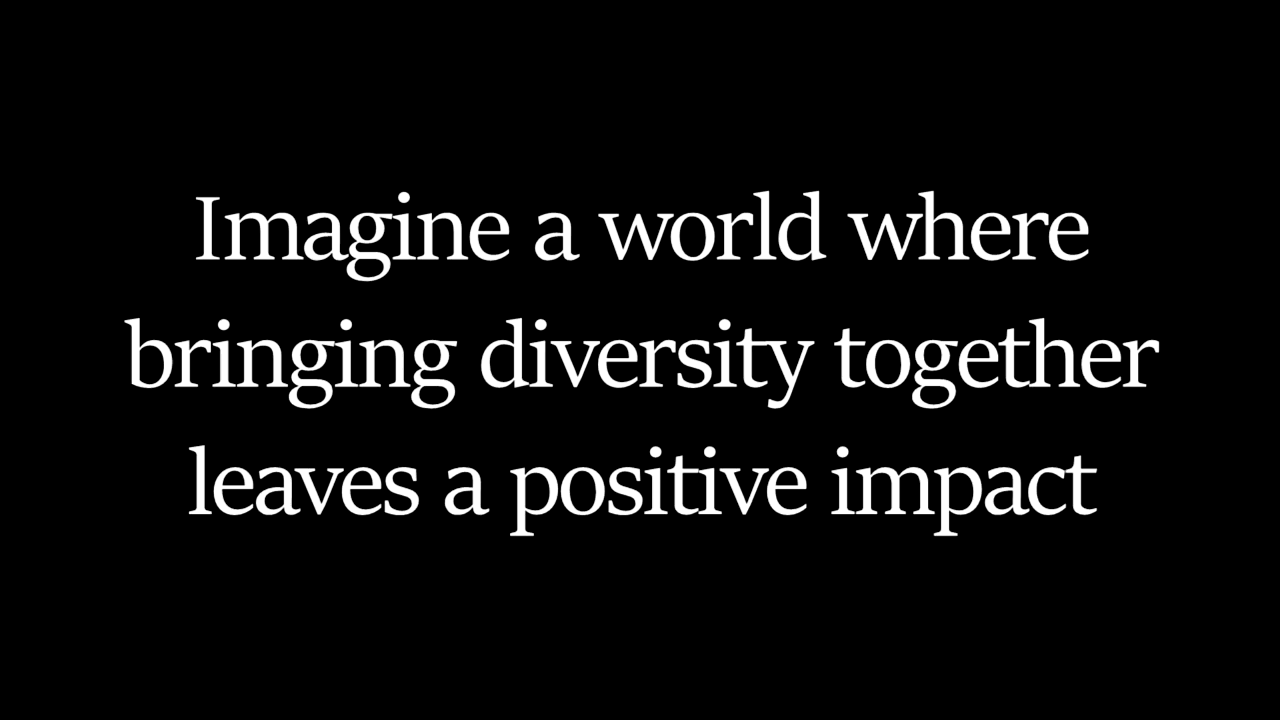 Imagine a world where
bringing diversity together
leaves a positive impact